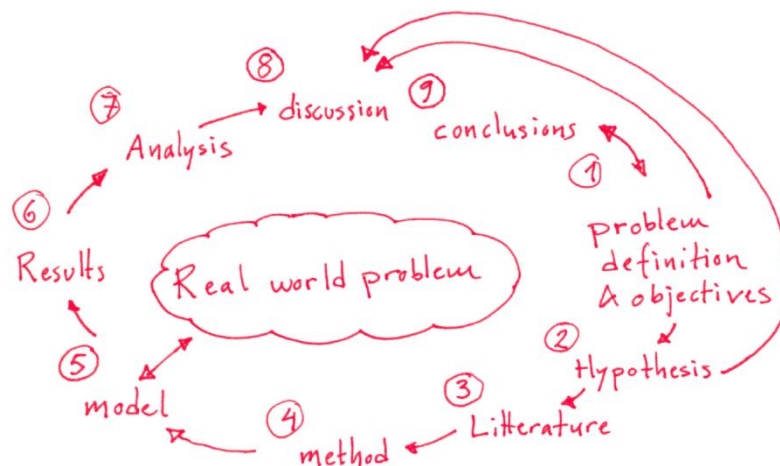 8
9
7
discussion
conclusions
Analysis
1
6
problem
definition
& objectives
Results
Real world problem
2
5
Hypothesis
3
model
4
Litterature
method